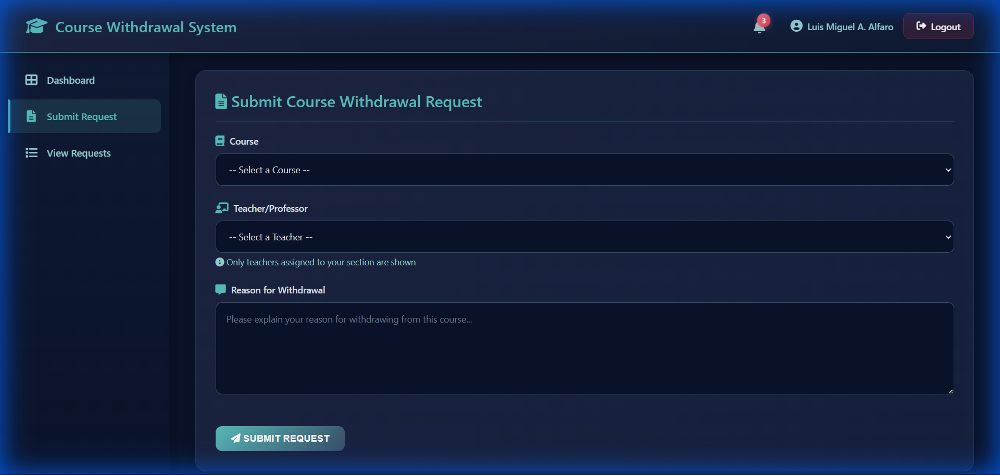 Course Withdrawal System
3
Luis Miguel A. Alfaro
Logout
Dashboard
Submit Request
View Requests
Submit Course Withdrawal Request
Course
-- Select a Course --
Teacher/Professor
-- Select a Teacher --
Only teachers assigned to your section are shown
Reason for Withdrawal
Please explain your reason for withdrawing from this course...
SUBMIT REQUEST